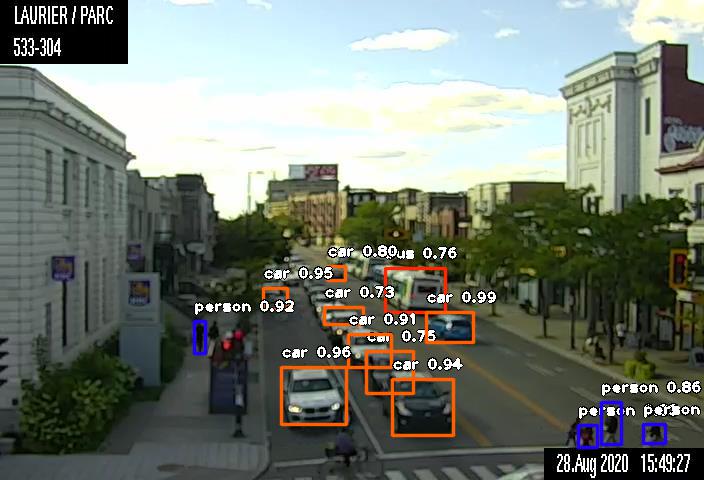 LAURIER / PARC
533-304
car 0.80
bus 0.76
car 0.95
car 0.73
car 0.99
person 0.92
car 0.91
car 0.75
car 0.96
car 0.94
person 0.86
person
person
28.Aug 2020 15:49:27